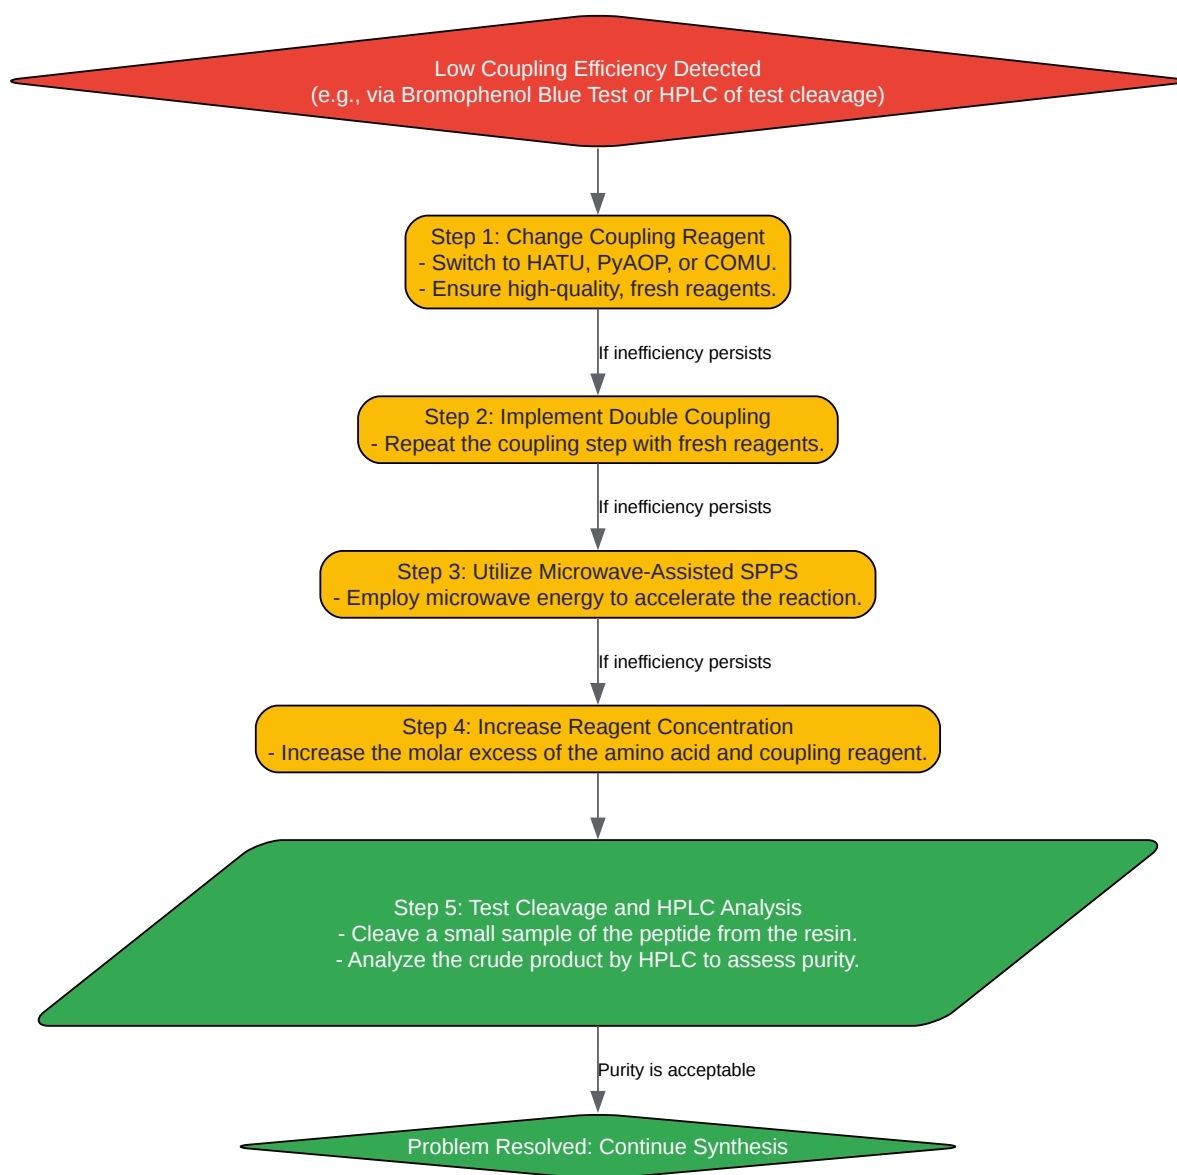 Low Coupling Efficiency Detected
(e.g., via Bromophenol Blue Test or HPLC of test cleavage)
Step 1: Change Coupling Reagent
- Switch to HATU, PyAOP, or COMU.
- Ensure high-quality, fresh reagents.
If inefficiency persists
Step 2: Implement Double Coupling
- Repeat the coupling step with fresh reagents.
If inefficiency persists
Step 3: Utilize Microwave-Assisted SPPS
- Employ microwave energy to accelerate the reaction.
If inefficiency persists
Step 4: Increase Reagent Concentration
- Increase the molar excess of the amino acid and coupling reagent.
Step 5: Test Cleavage and HPLC Analysis
- Cleave a small sample of the peptide from the resin.
- Analyze the crude product by HPLC to assess purity.
Purity is acceptable
Problem Resolved: Continue Synthesis